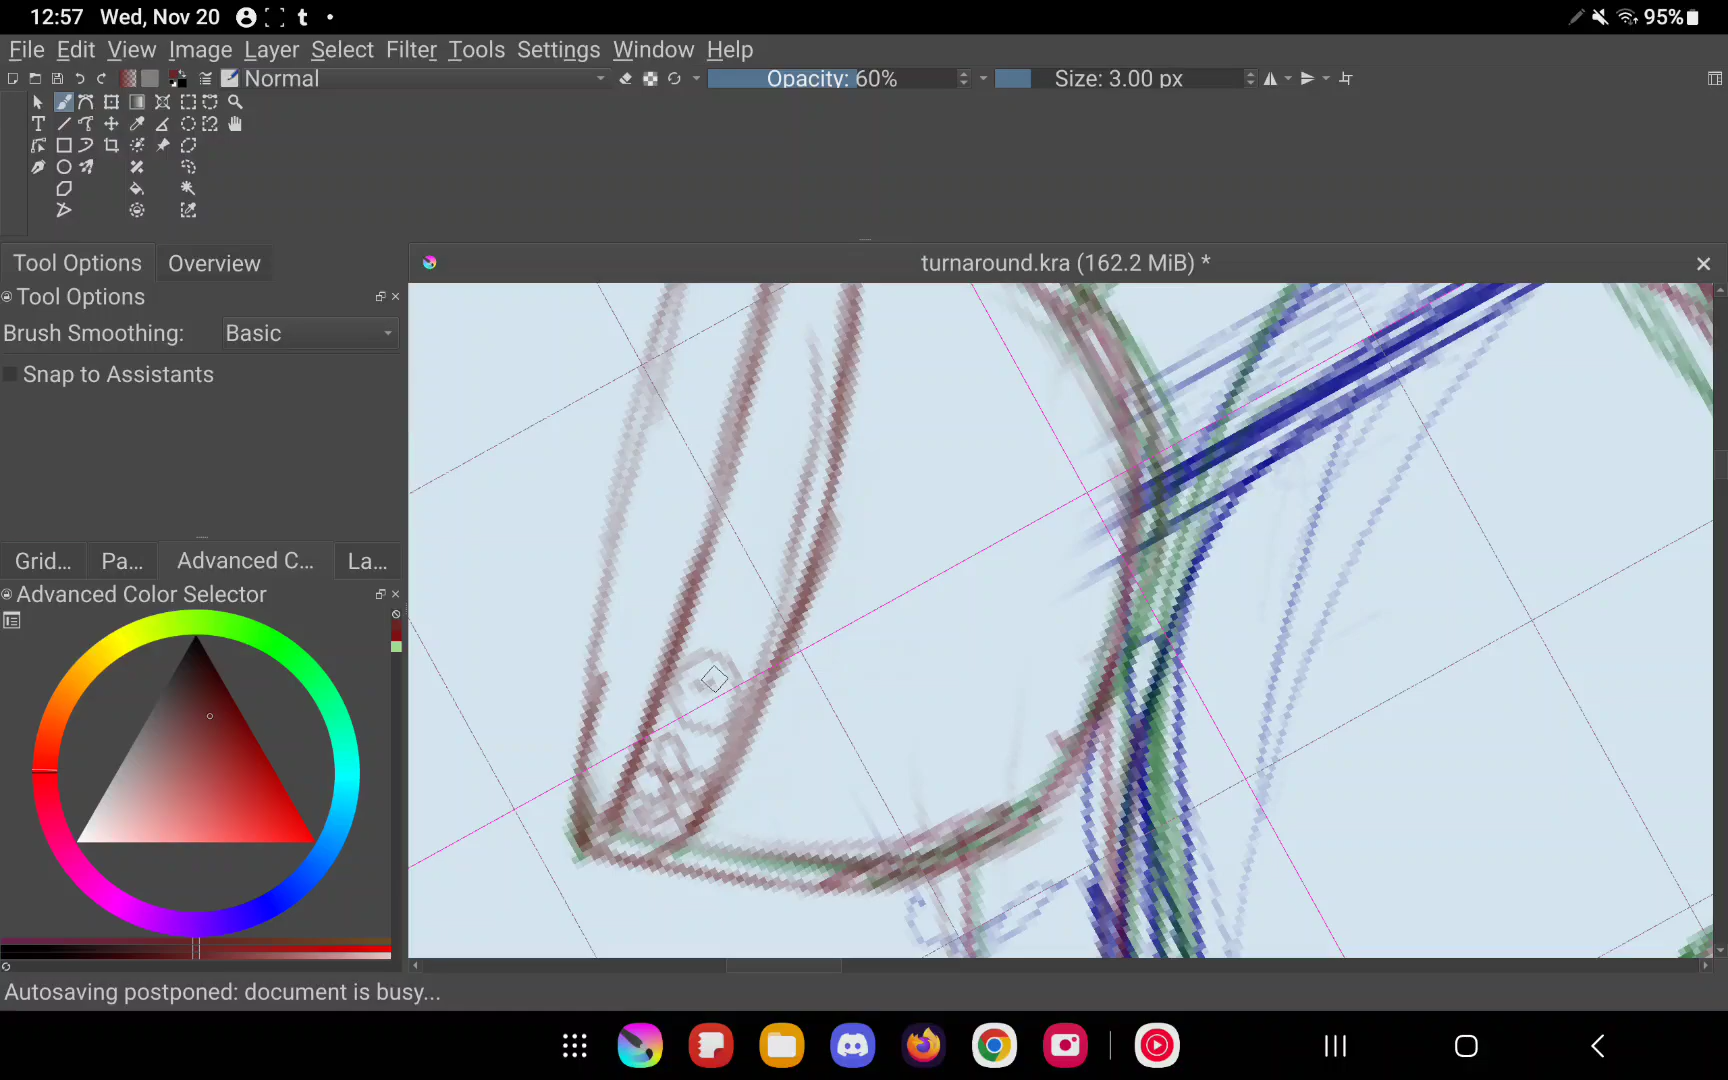 12:57 Wed, Nov 20 t 95%
File Edit View Image Layer Select Filter Tools Settings Window Help
Normal Opacity: 60% Size: 3.00 px
Tool Options Overview turnaround.kra (162.2 MiB) *
Tool Options
Brush Smoothing: Basic
Snap to Assistants
Grid... Pa... Advanced C... La...
Advanced Color Selector
Autosaving postponed: document is busy...